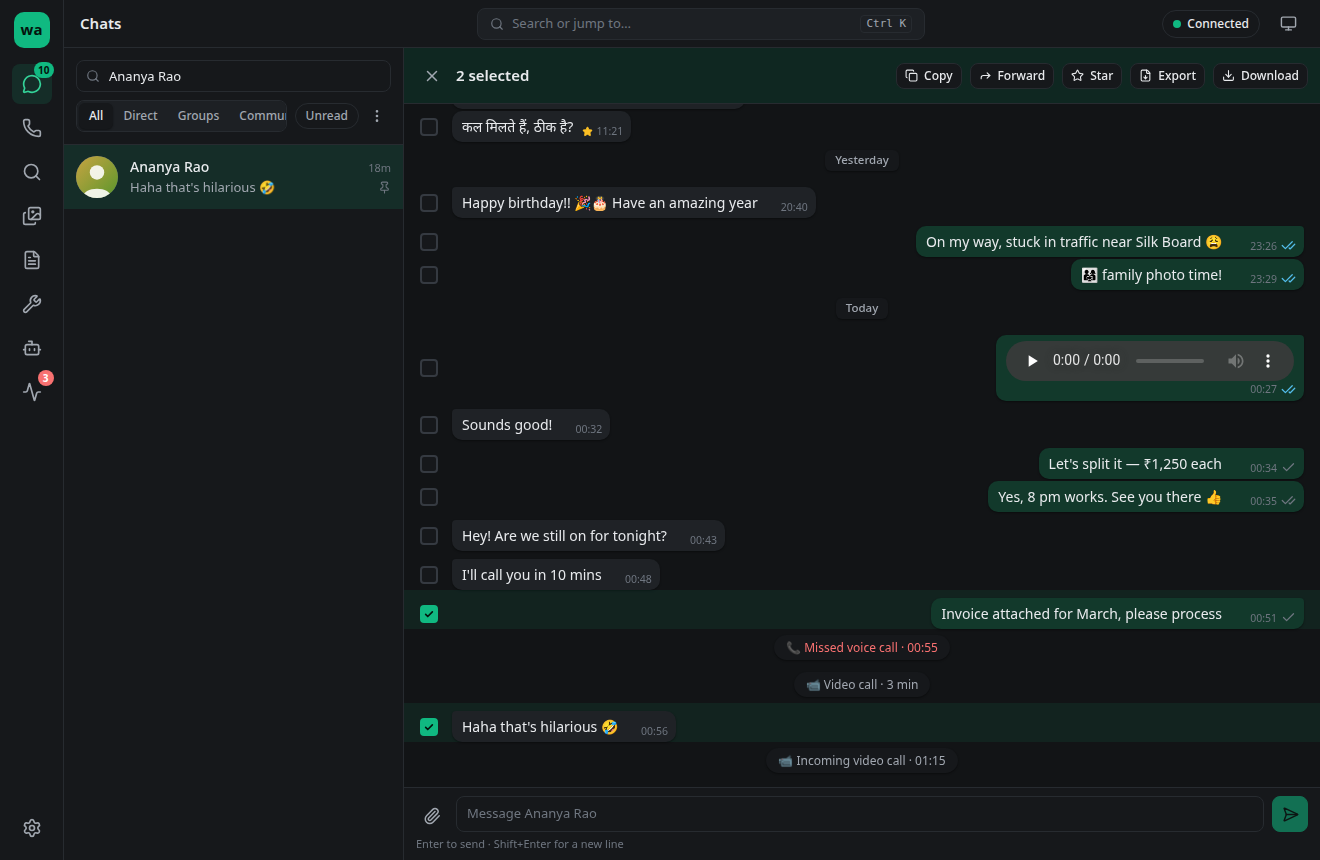 wa
Chats
Search or jump to...
Ctrl K
Connected
10
3
Ananya Rao
All
Direct
Groups
Commu
Unread
Ananya Rao
18m
Haha that's hilarious 🤣
2 selected
Copy
Forward
Star
Export
Download
कल मिलते हैं, ठीक है? ⭐ 11:21
Yesterday
Happy birthday!! 🎉🎂 Have an amazing year 20:40
On my way, stuck in traffic near Silk Board 😩 23:26
👨‍👩‍👧‍👦 family photo time! 23:29
Today
0:00 / 0:00
00:27
Sounds good! 00:32
Let's split it — ₹1,250 each 00:34
Yes, 8 pm works. See you there 👍 00:35
Hey! Are we still on for tonight? 00:43
I'll call you in 10 mins 00:48
Invoice attached for March, please process 00:51
📞 Missed voice call · 00:55
📹 Video call · 3 min
Haha that's hilarious 🤣 00:56
📹 Incoming video call · 01:15
Message Ananya Rao
Enter to send · Shift+Enter for a new line